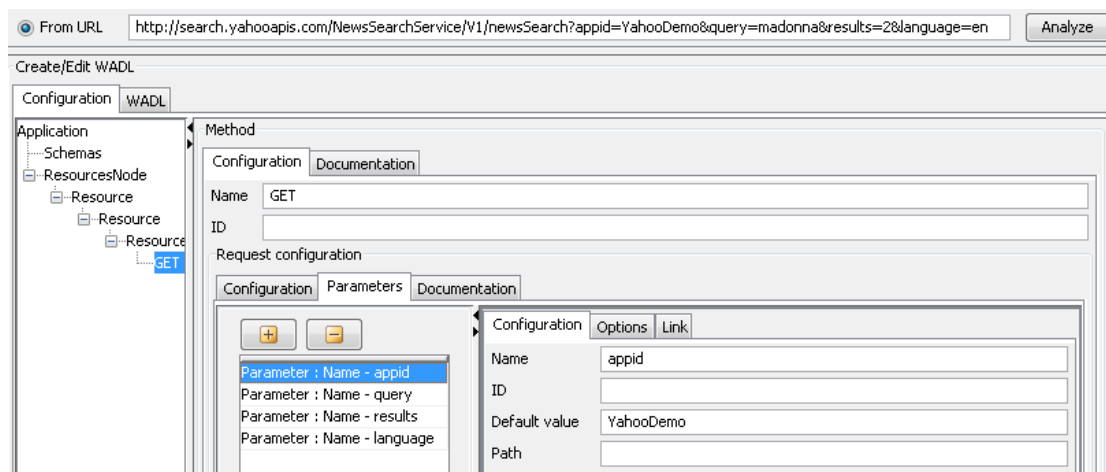 From URL http://search.yahooapis.com/NewsSearchService/V1/newsSearch?appid=YahooDemo&query=madonna&results=2&language=en Analyze
Create/Edit WADL
Configuration WADL
Application
Schemas
ResourcesNode
Resource
Resource
Resource
GET
Method
Configuration Documentation
Name GET
ID
Request configuration
Configuration Parameters Documentation
Parameter : Name - appid
Parameter : Name - query
Parameter : Name - results
Parameter : Name - language
Configuration Options Link
Name appid
ID
Default value YahooDemo
Path